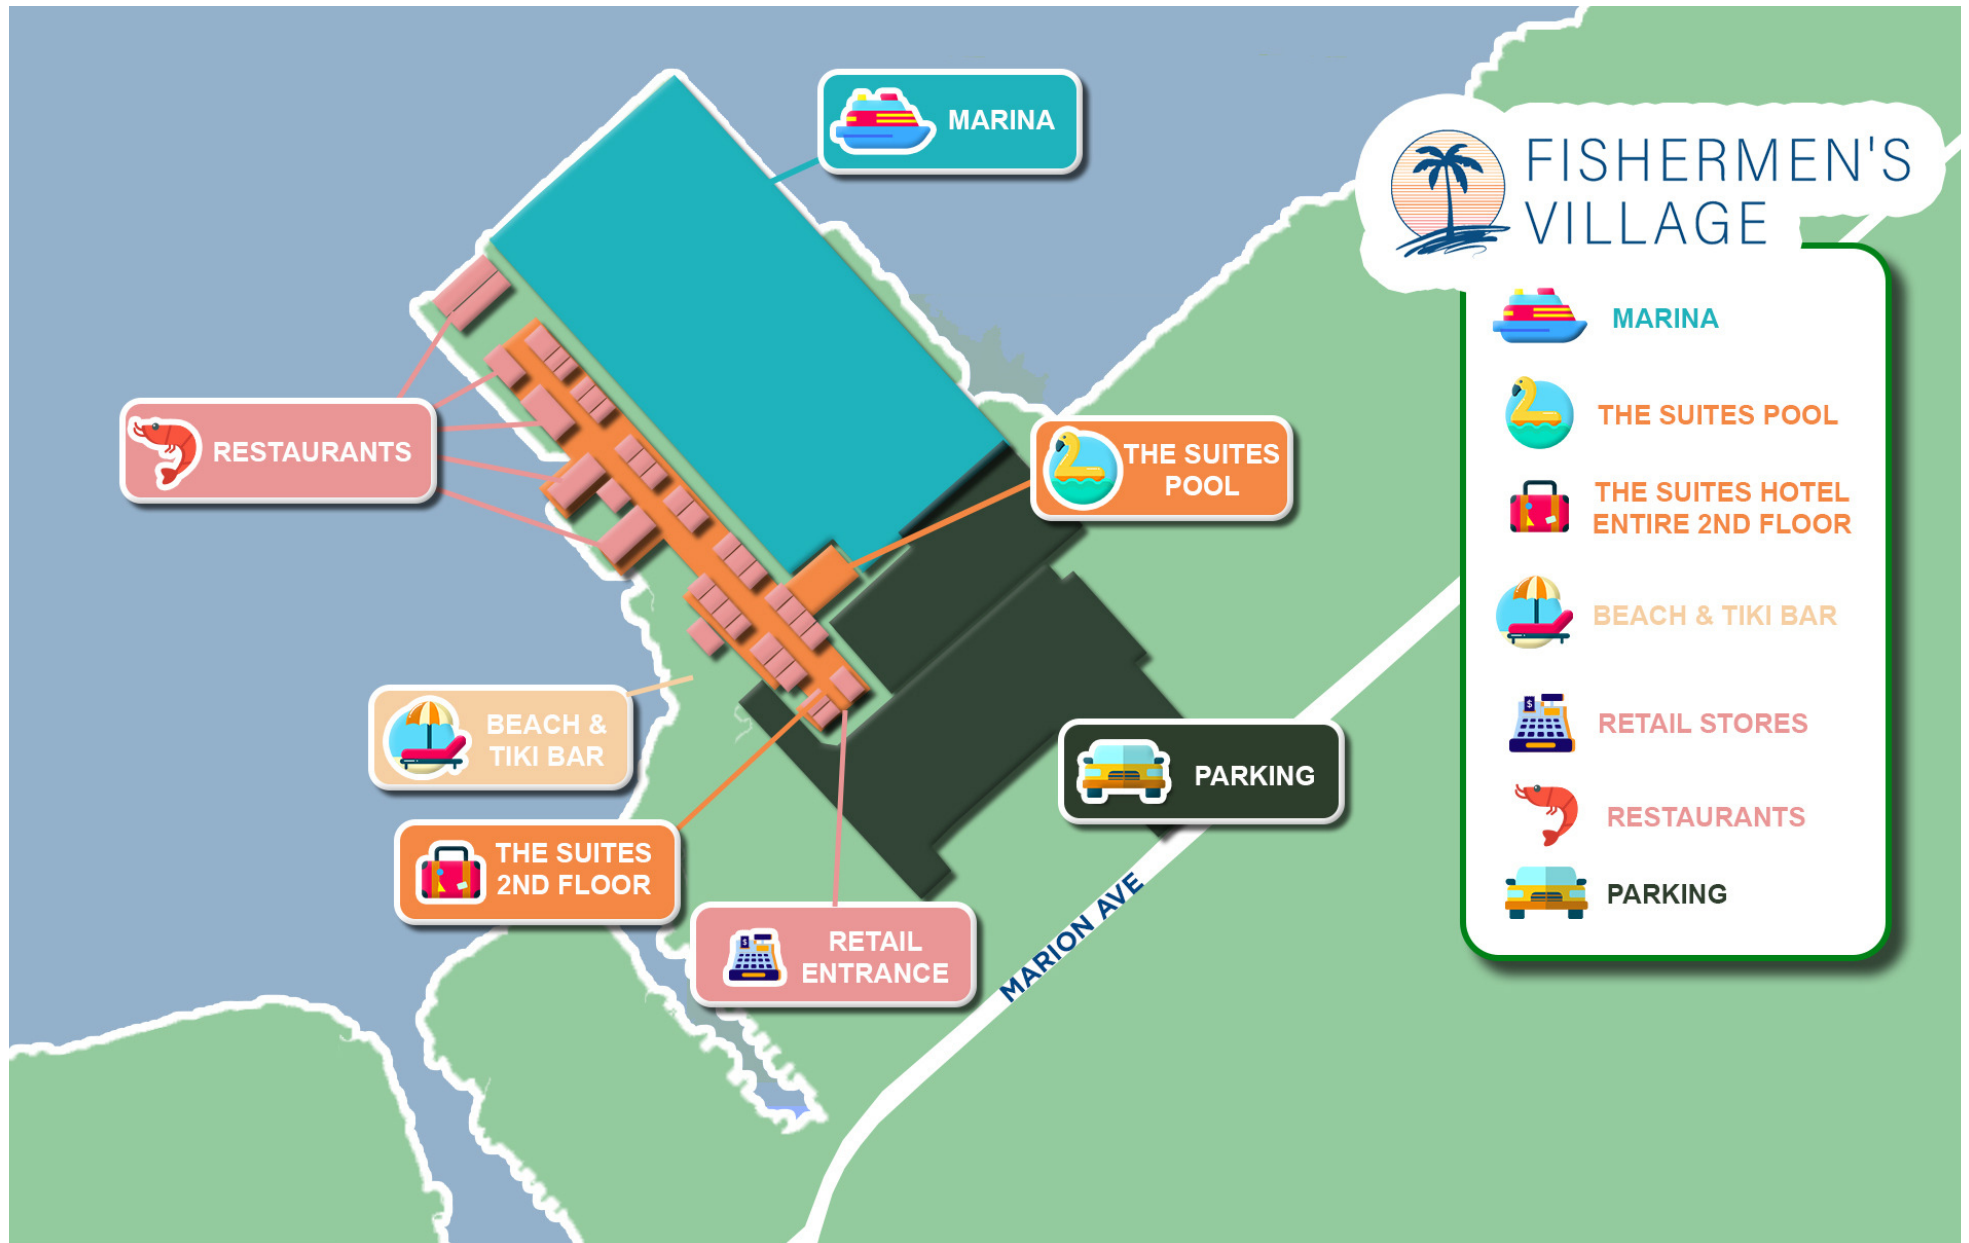 MARINA
FISHERMEN'S
VILLAGE
MARINA
THE SUITES POOL
THE SUITES HOTEL
ENTIRE 2ND FLOOR
BEACH & TIKI BAR
RETAIL STORES
RESTAURANTS
PARKING
RESTAURANTS
THE SUITES
POOL
BEACH &
TIKI BAR
PARKING
THE SUITES
2ND FLOOR
RETAIL
ENTRANCE
MARION AVE